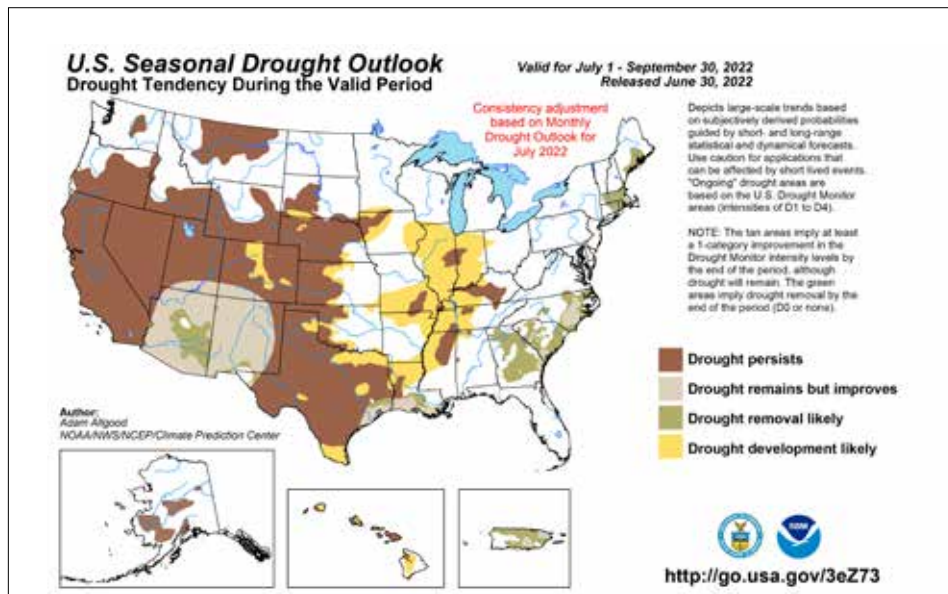 U.S. Seasonal Drought Outlook
Drought Tendency During the Valid Period
Valid for July 1 - September 30, 2022
Released June 30, 2022
Consistency adjustment
based on Monthly
Drought Outlook for
July 2022
Depicts large-scale trends based
on subjectively derived probabilities
guided by short- and long-range
statistical and dynamical forecasts.
Use caution for applications that
can be affected by short lived events.
"Ongoing" drought areas are
based on the U.S. Drought Monitor
areas (intensities of D1 to D4).
NOTE: The tan areas imply at least
a 1-category improvement in the
Drought Monitor intensity levels by
the end of the period, although
drought will remain. The green
areas imply drought removal by the
end of the period (D0 or none).
Drought persists
Drought remains but improves
Drought removal likely
Drought development likely
Author:
Adam Allgood
NOAA/NWS/NCEP/Climate Prediction Center
http://go.usa.gov/3eZ73